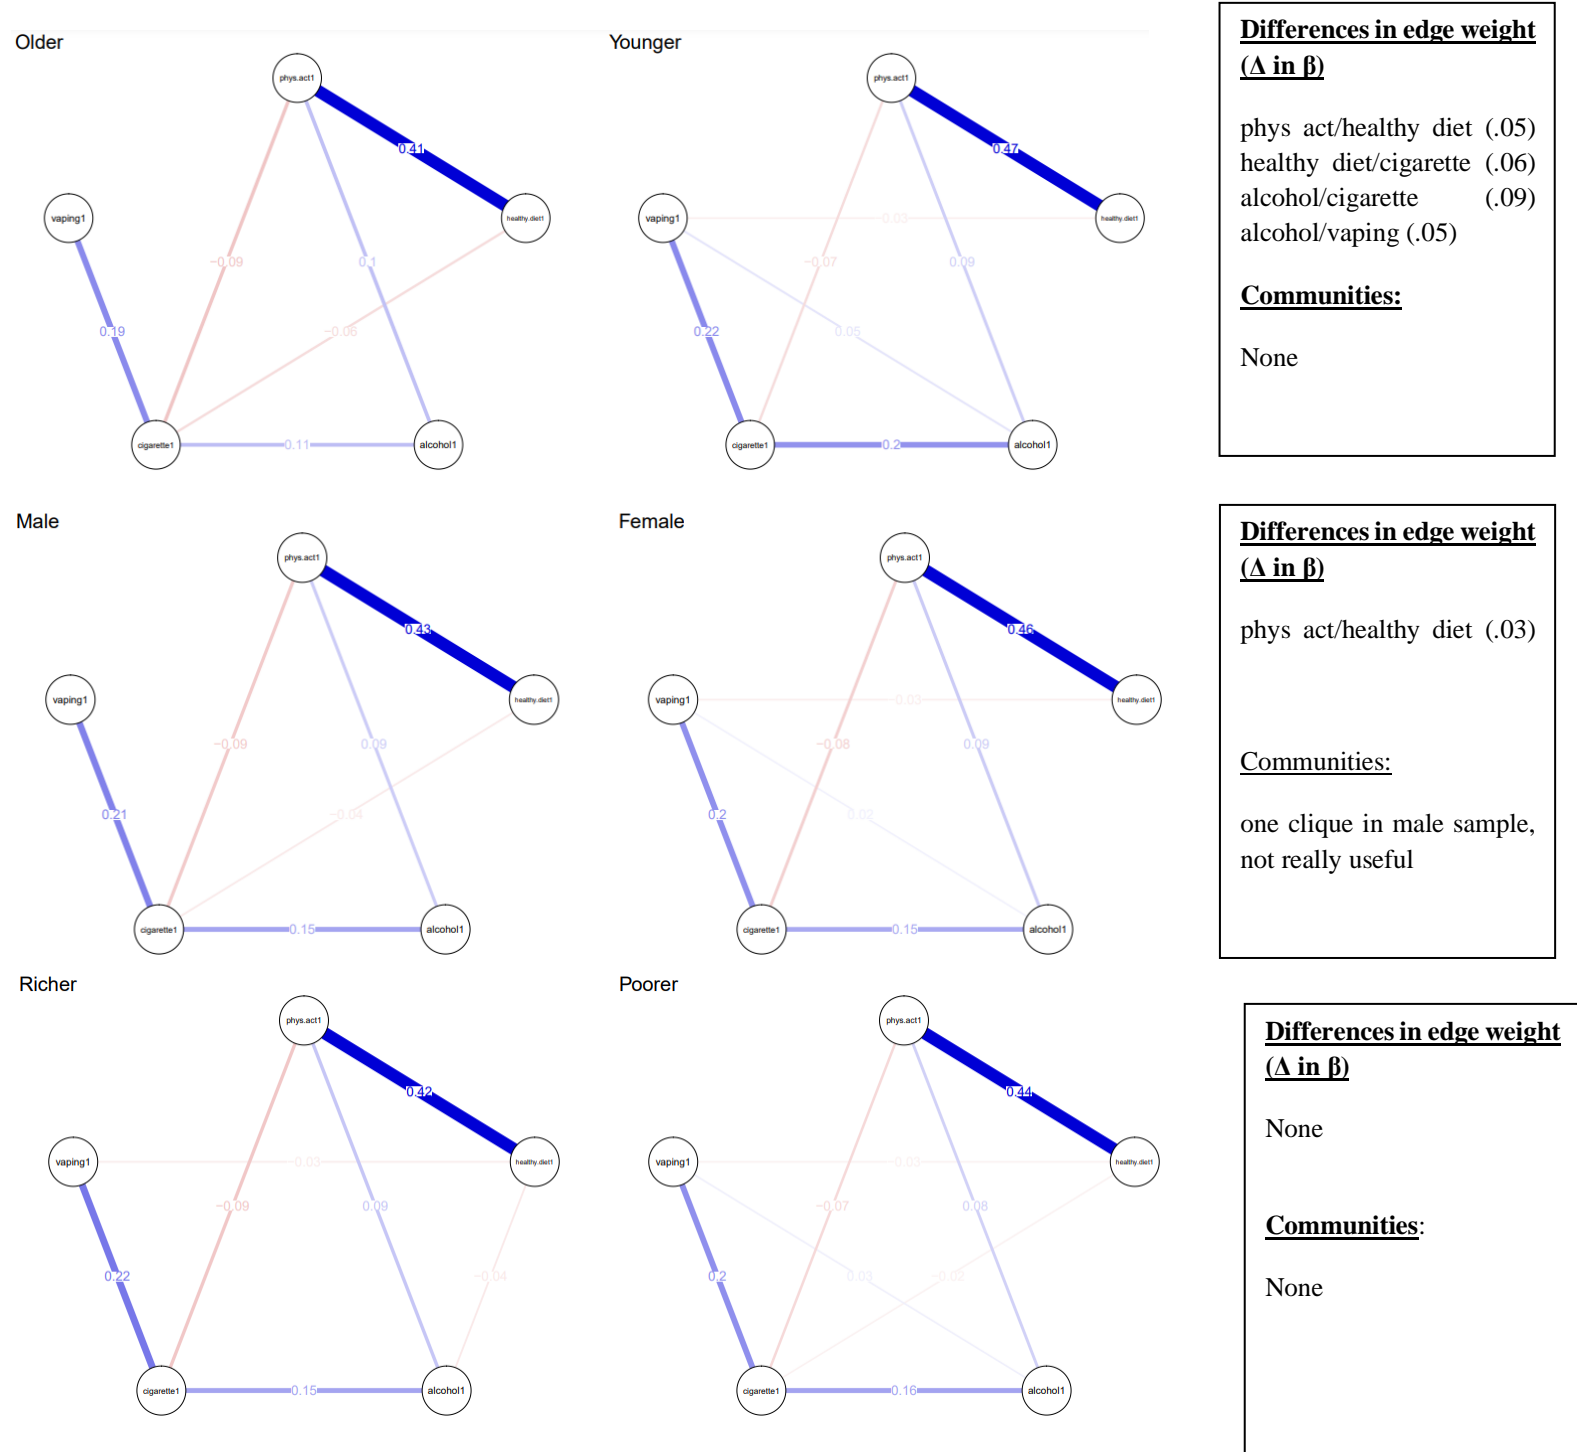 Older
phys.act1
0.41
vaping1
healthy.diet1
−0.09
0.1
0.19
−0.06
cigarette1
0.11
alcohol1
Younger
phys.act1
0.47
vaping1
0.03
healthy.diet1
−0.07
0.09
0.22
0.05
cigarette1
0.2
alcohol1
Differences in edge weight
(Δ in β)
phys act/healthy diet (.05)
healthy diet/cigarette (.06)
alcohol/cigarette (.09)
alcohol/vaping (.05)
Communities:
None
Male
phys.act1
0.43
vaping1
healthy.diet1
−0.09
0.09
0.21
−0.04
cigarette1
0.15
alcohol1
Female
phys.act1
0.46
vaping1
0.03
healthy.diet1
−0.08
0.09
0.2
0.02
cigarette1
0.15
alcohol1
Differences in edge weight
(Δ in β)
phys act/healthy diet (.03)
Communities:
one clique in male sample,
not really useful
Richer
phys.act1
0.42
vaping1
0.03
healthy.diet1
−0.09
0.09
0.22
−0.04
cigarette1
0.15
alcohol1
Poorer
phys.act1
0.44
vaping1
0.03
healthy.diet1
−0.07
0.08
0.2
0.03
−0.02
cigarette1
0.16
alcohol1
Differences in edge weight
(Δ in β)
None
Communities:
None